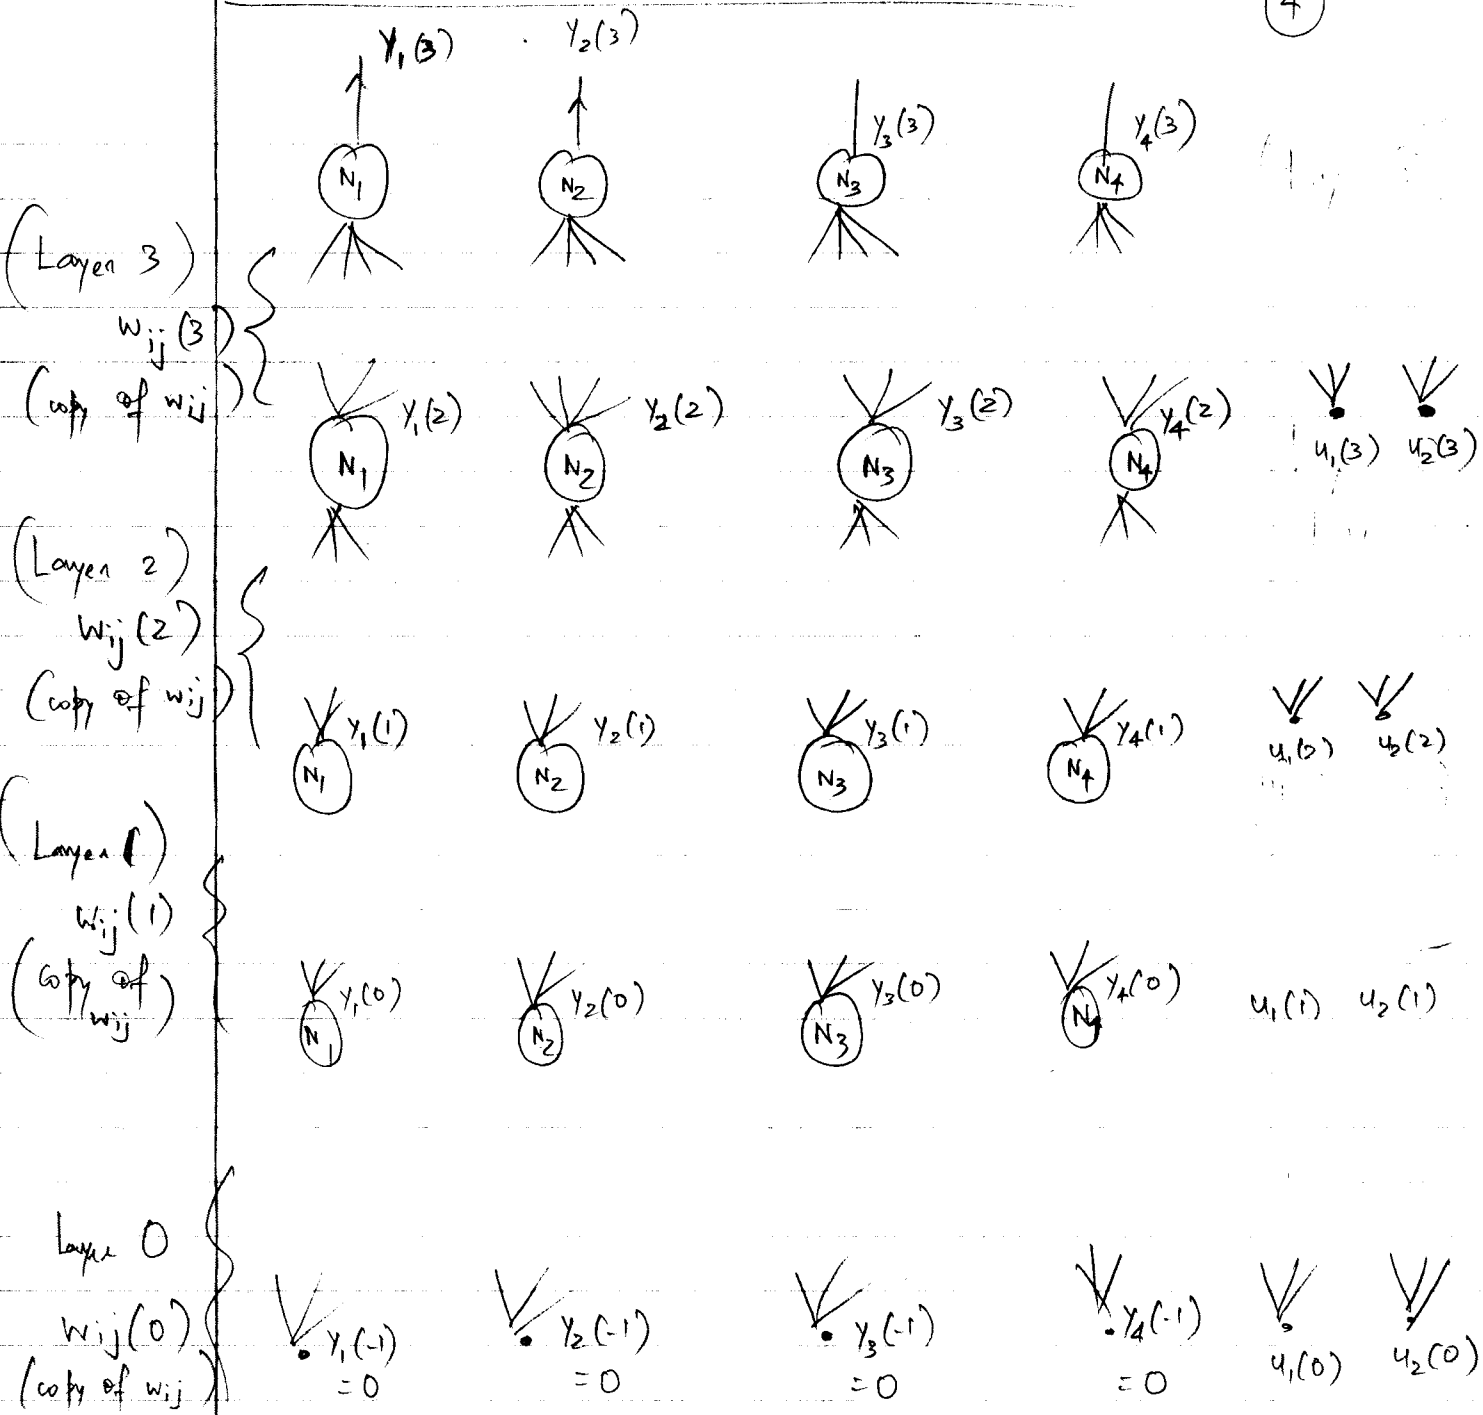 4
Y₁(3) Y₂(3)
Y₃(3) Y₄(3)
N₁ N₂ N₃ N₄
(Layer 3)
wᵢⱼ(3)
(copy of wᵢⱼ)
Y₁(2) Y₂(2) Y₃(2) Y₄(2)
N₁ N₂ N₃ N₄ u₁(3) u₂(3)
(Layer 2)
wᵢⱼ(2)
(copy of wᵢⱼ)
Y₁(1) Y₂(1) Y₃(1) Y₄(1) u₁(2) u₂(2)
N₁ N₂ N₃ N₄
(Layer 1)
wᵢⱼ(1)
(copy of wᵢⱼ)
Y₁(0) Y₂(0) Y₃(0) Y₄(0) u₁(1) u₂(1)
N₁ N₂ N₃ N₄
Layer 0
wᵢⱼ(0)
(copy of wᵢⱼ)
Y₁(-1) Y₂(-1) Y₃(-1) Y₄(-1) u₁(0) u₂(0)
=0 =0 =0 =0